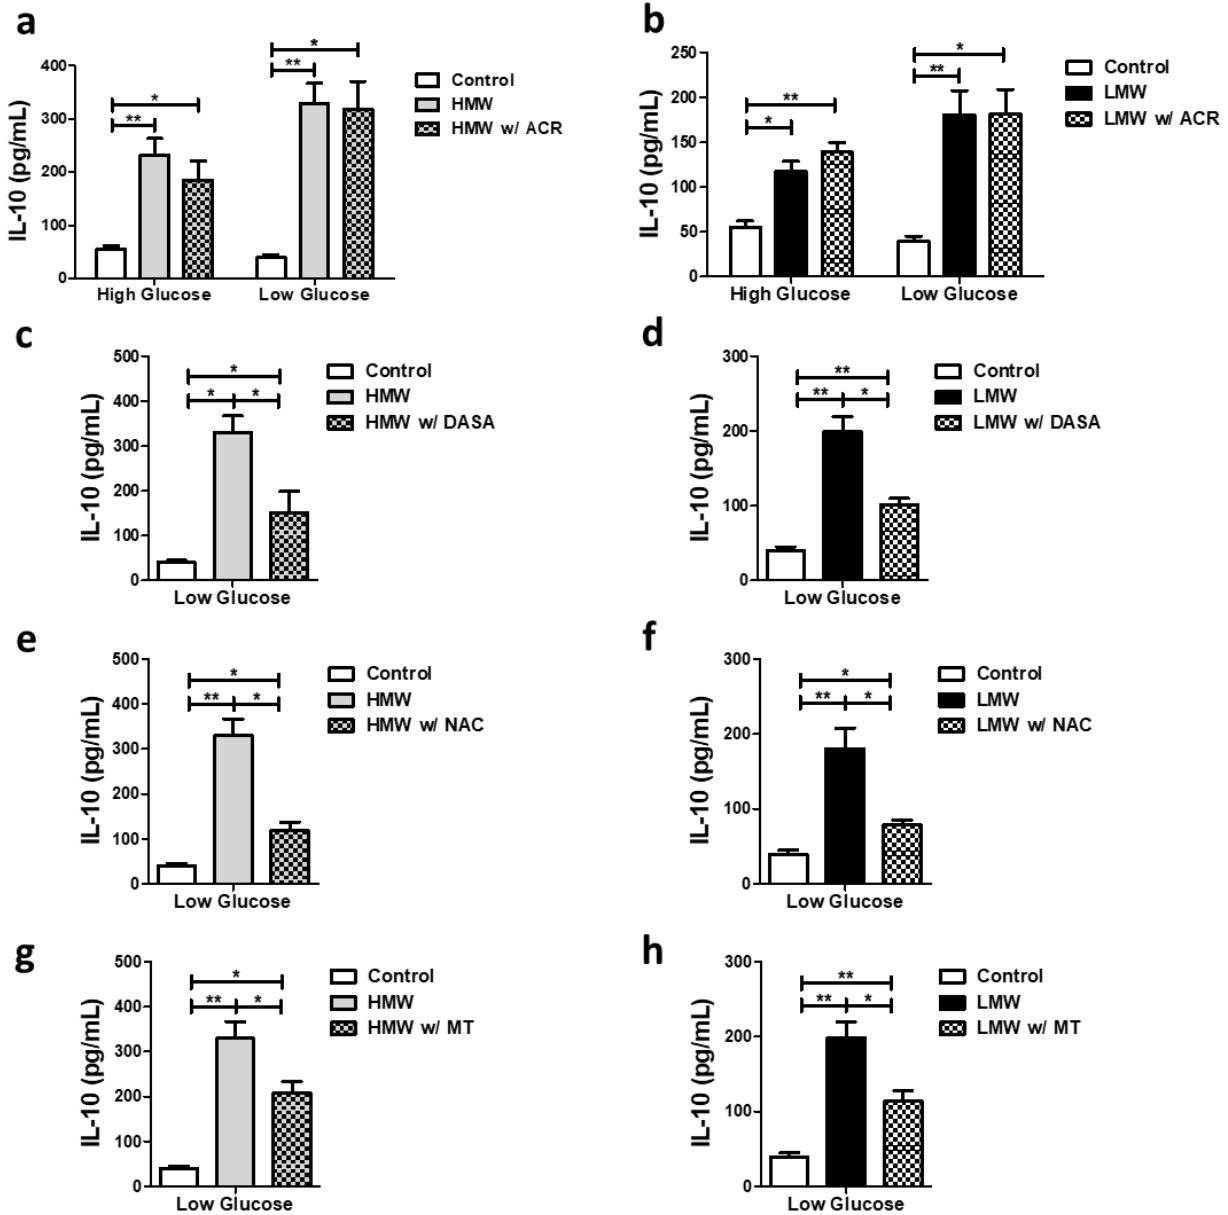 a
IL-10 (pg/mL)
400
300
200
100
0
*
**
*
**
High Glucose
Low Glucose
Control
HMW
HMW w/ ACR
b
IL-10 (pg/mL)
250
200
150
100
50
0
**
*
*
**
High Glucose
Low Glucose
Control
LMW
LMW w/ ACR
c
IL-10 (pg/mL)
500
400
300
200
100
0
*
* *
Low Glucose
Control
HMW
HMW w/ DASA
d
IL-10 (pg/mL)
300
200
100
0
**
** *
Low Glucose
Control
LMW
LMW w/ DASA
e
IL-10 (pg/mL)
500
400
300
200
100
0
*
** *
Low Glucose
Control
HMW
HMW w/ NAC
f
IL-10 (pg/mL)
300
200
100
0
*
** *
Low Glucose
Control
LMW
LMW w/ NAC
g
IL-10 (pg/mL)
500
400
300
200
100
0
*
** *
Low Glucose
Control
HMW
HMW w/ MT
h
IL-10 (pg/mL)
300
200
100
0
**
** *
Low Glucose
Control
LMW
LMW w/ MT